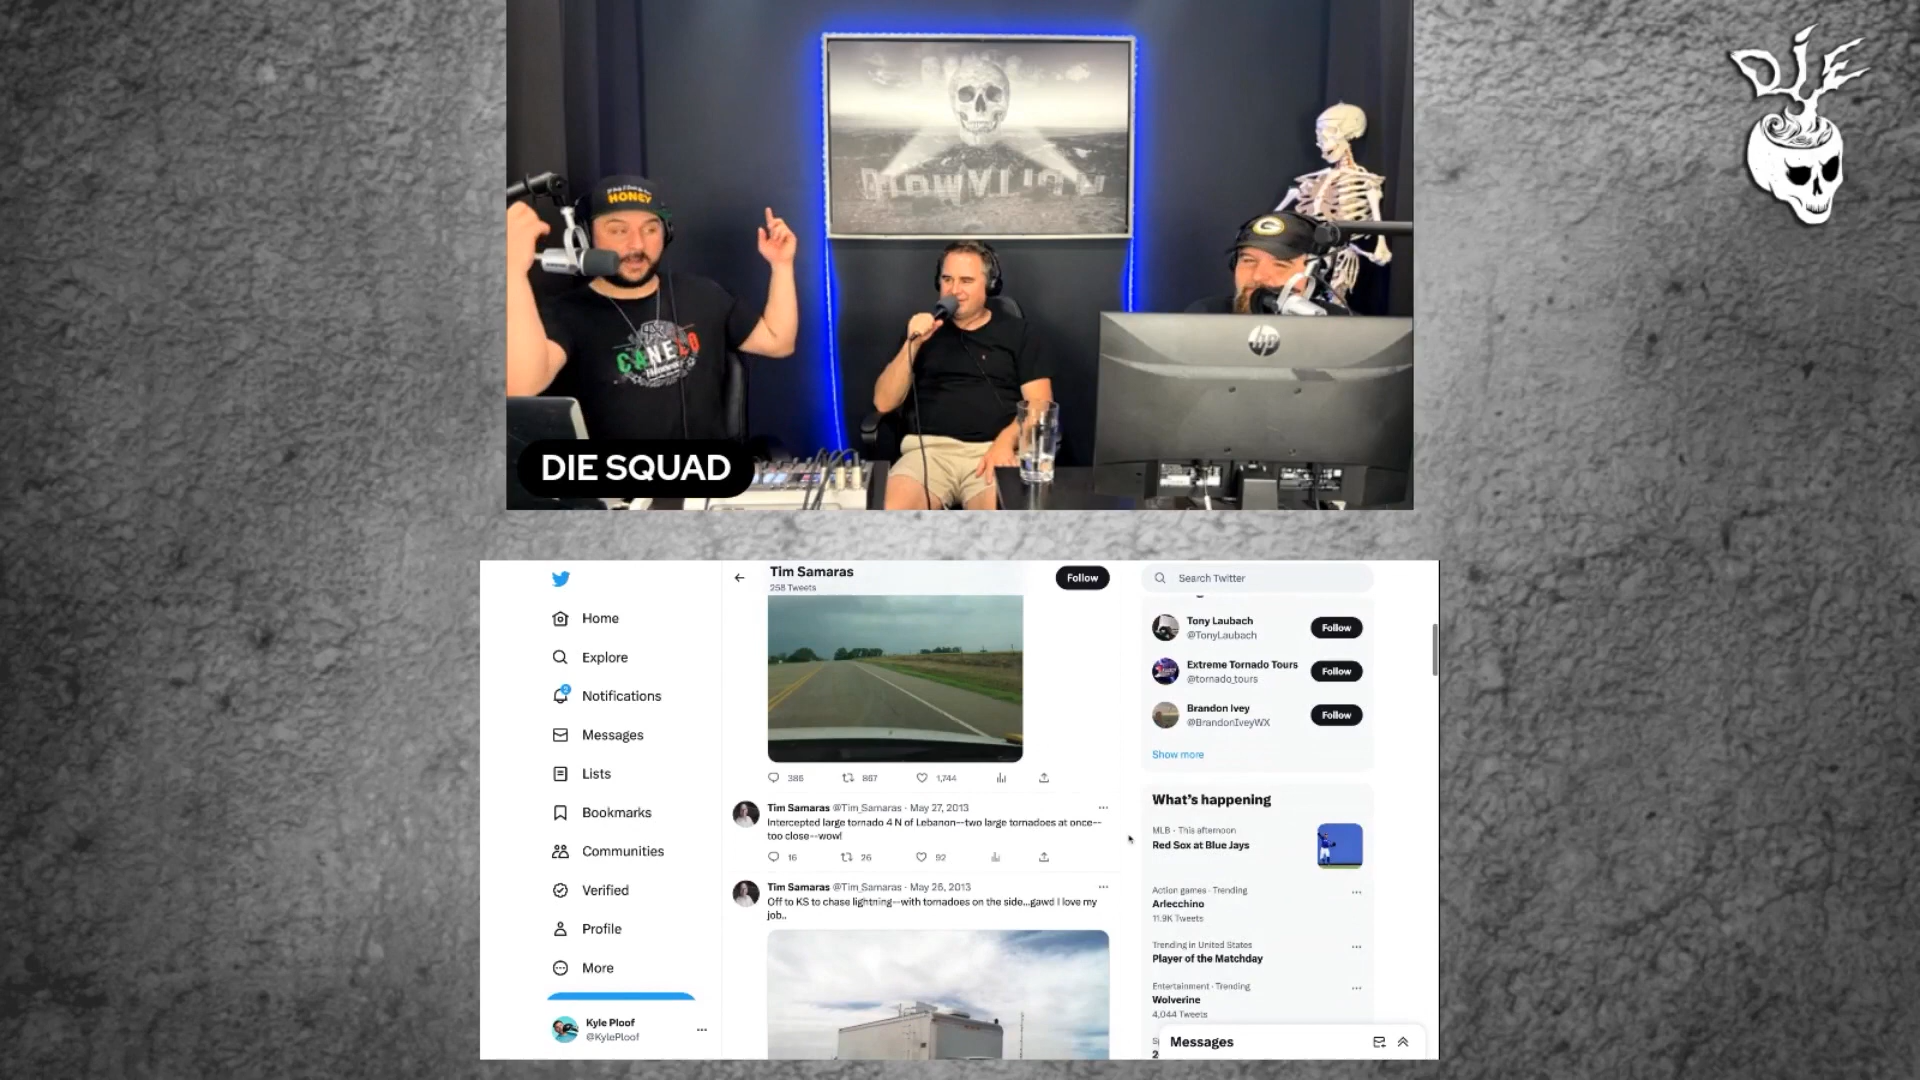 DIE
HONEY
CANELO
hp
DIE SQUAD
Tim Samaras
258 Tweets
Follow
Search Twitter
Home
Explore
2
Notifications
Messages
Lists
Bookmarks
Communities
Verified
Profile
More
Kyle Ploof
@KylePloof
386
867
1,744
Tim Samaras @Tim_Samaras · May 27, 2013
Intercepted large tornado 4 N of Lebanon--two large tornadoes at once--
too close--wow!
16
26
92
Tim Samaras @Tim_Samaras · May 26, 2013
Off to KS to chase lightning--with tornadoes on the side...gawd I love my
job..
Tony Laubach
@TonyLaubach
Follow
Extreme Tornado Tours
@tornado_tours
Follow
Brandon Ivey
@BrandonIveyWX
Follow
Show more
What's happening
MLB · This afternoon
Red Sox at Blue Jays
Action games · Trending
Arlecchino
11.9K Tweets
Trending in United States
Player of the Matchday
Entertainment · Trending
Wolverine
4,044 Tweets
Messages